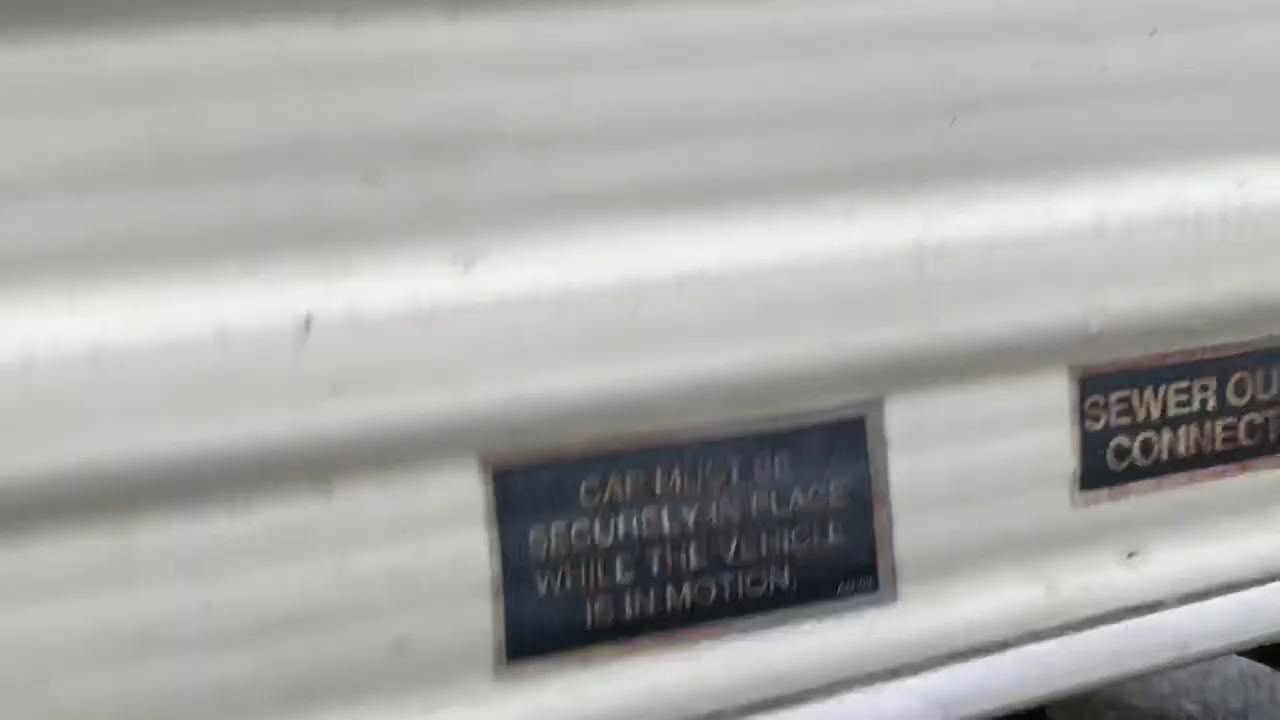 CAP MUST BE
SECURELY IN PLACE
WHILE THE VEHICLE
IS IN MOTION.
SEWER OU
CONNECT